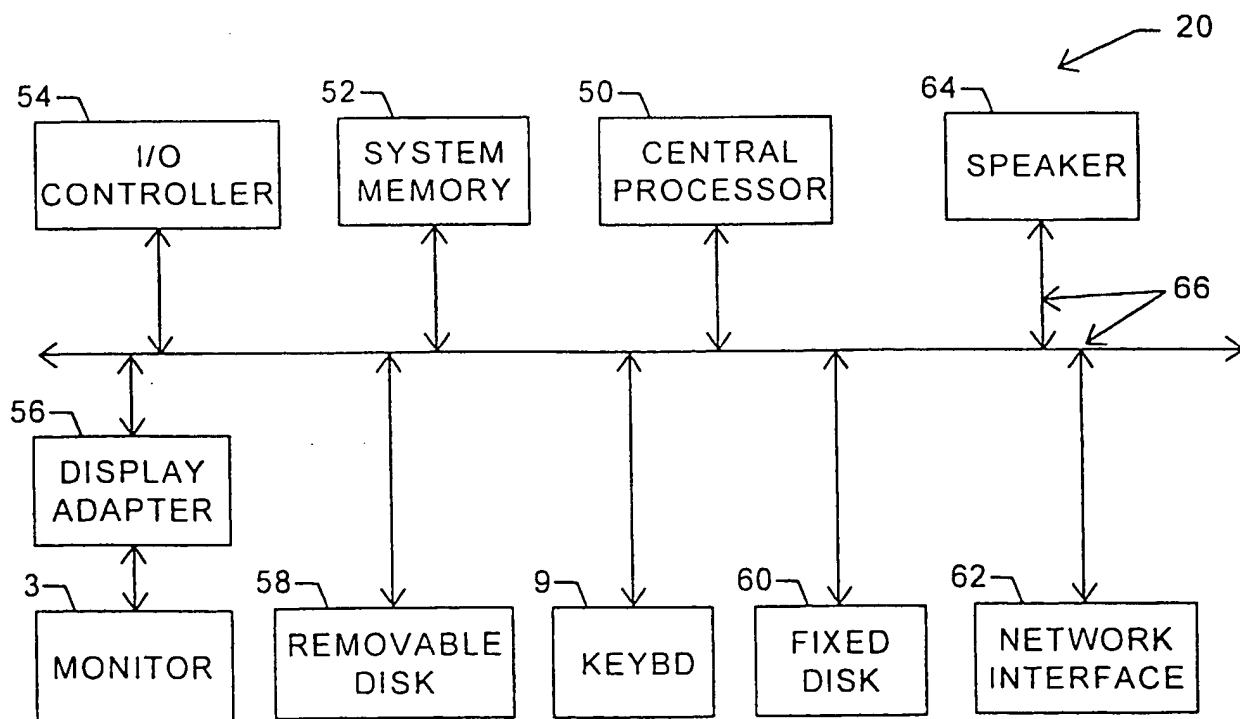 20
54
52
50
64
I/O
CONTROLLER
SYSTEM
MEMORY
CENTRAL
PROCESSOR
SPEAKER
66
56
DISPLAY
ADAPTER
3
58
9
60
62
MONITOR
REMOVABLE
DISK
KEYBD
FIXED
DISK
NETWORK
INTERFACE